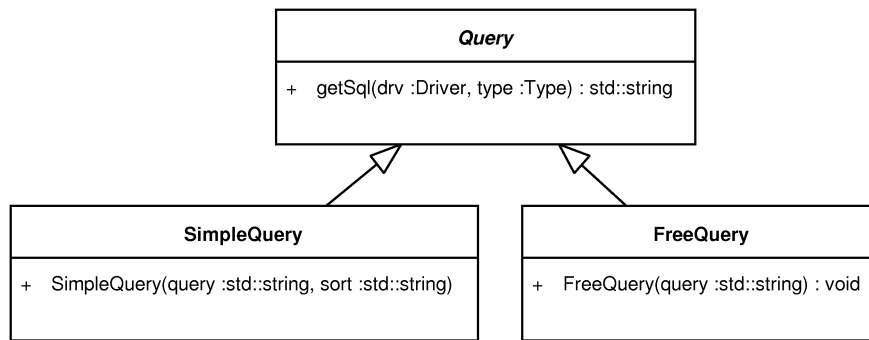 Query
+ getSql(drv :Driver, type :Type) : std::string
SimpleQuery
+ SimpleQuery(query :std::string, sort :std::string)
FreeQuery
+ FreeQuery(query :std::string) : void